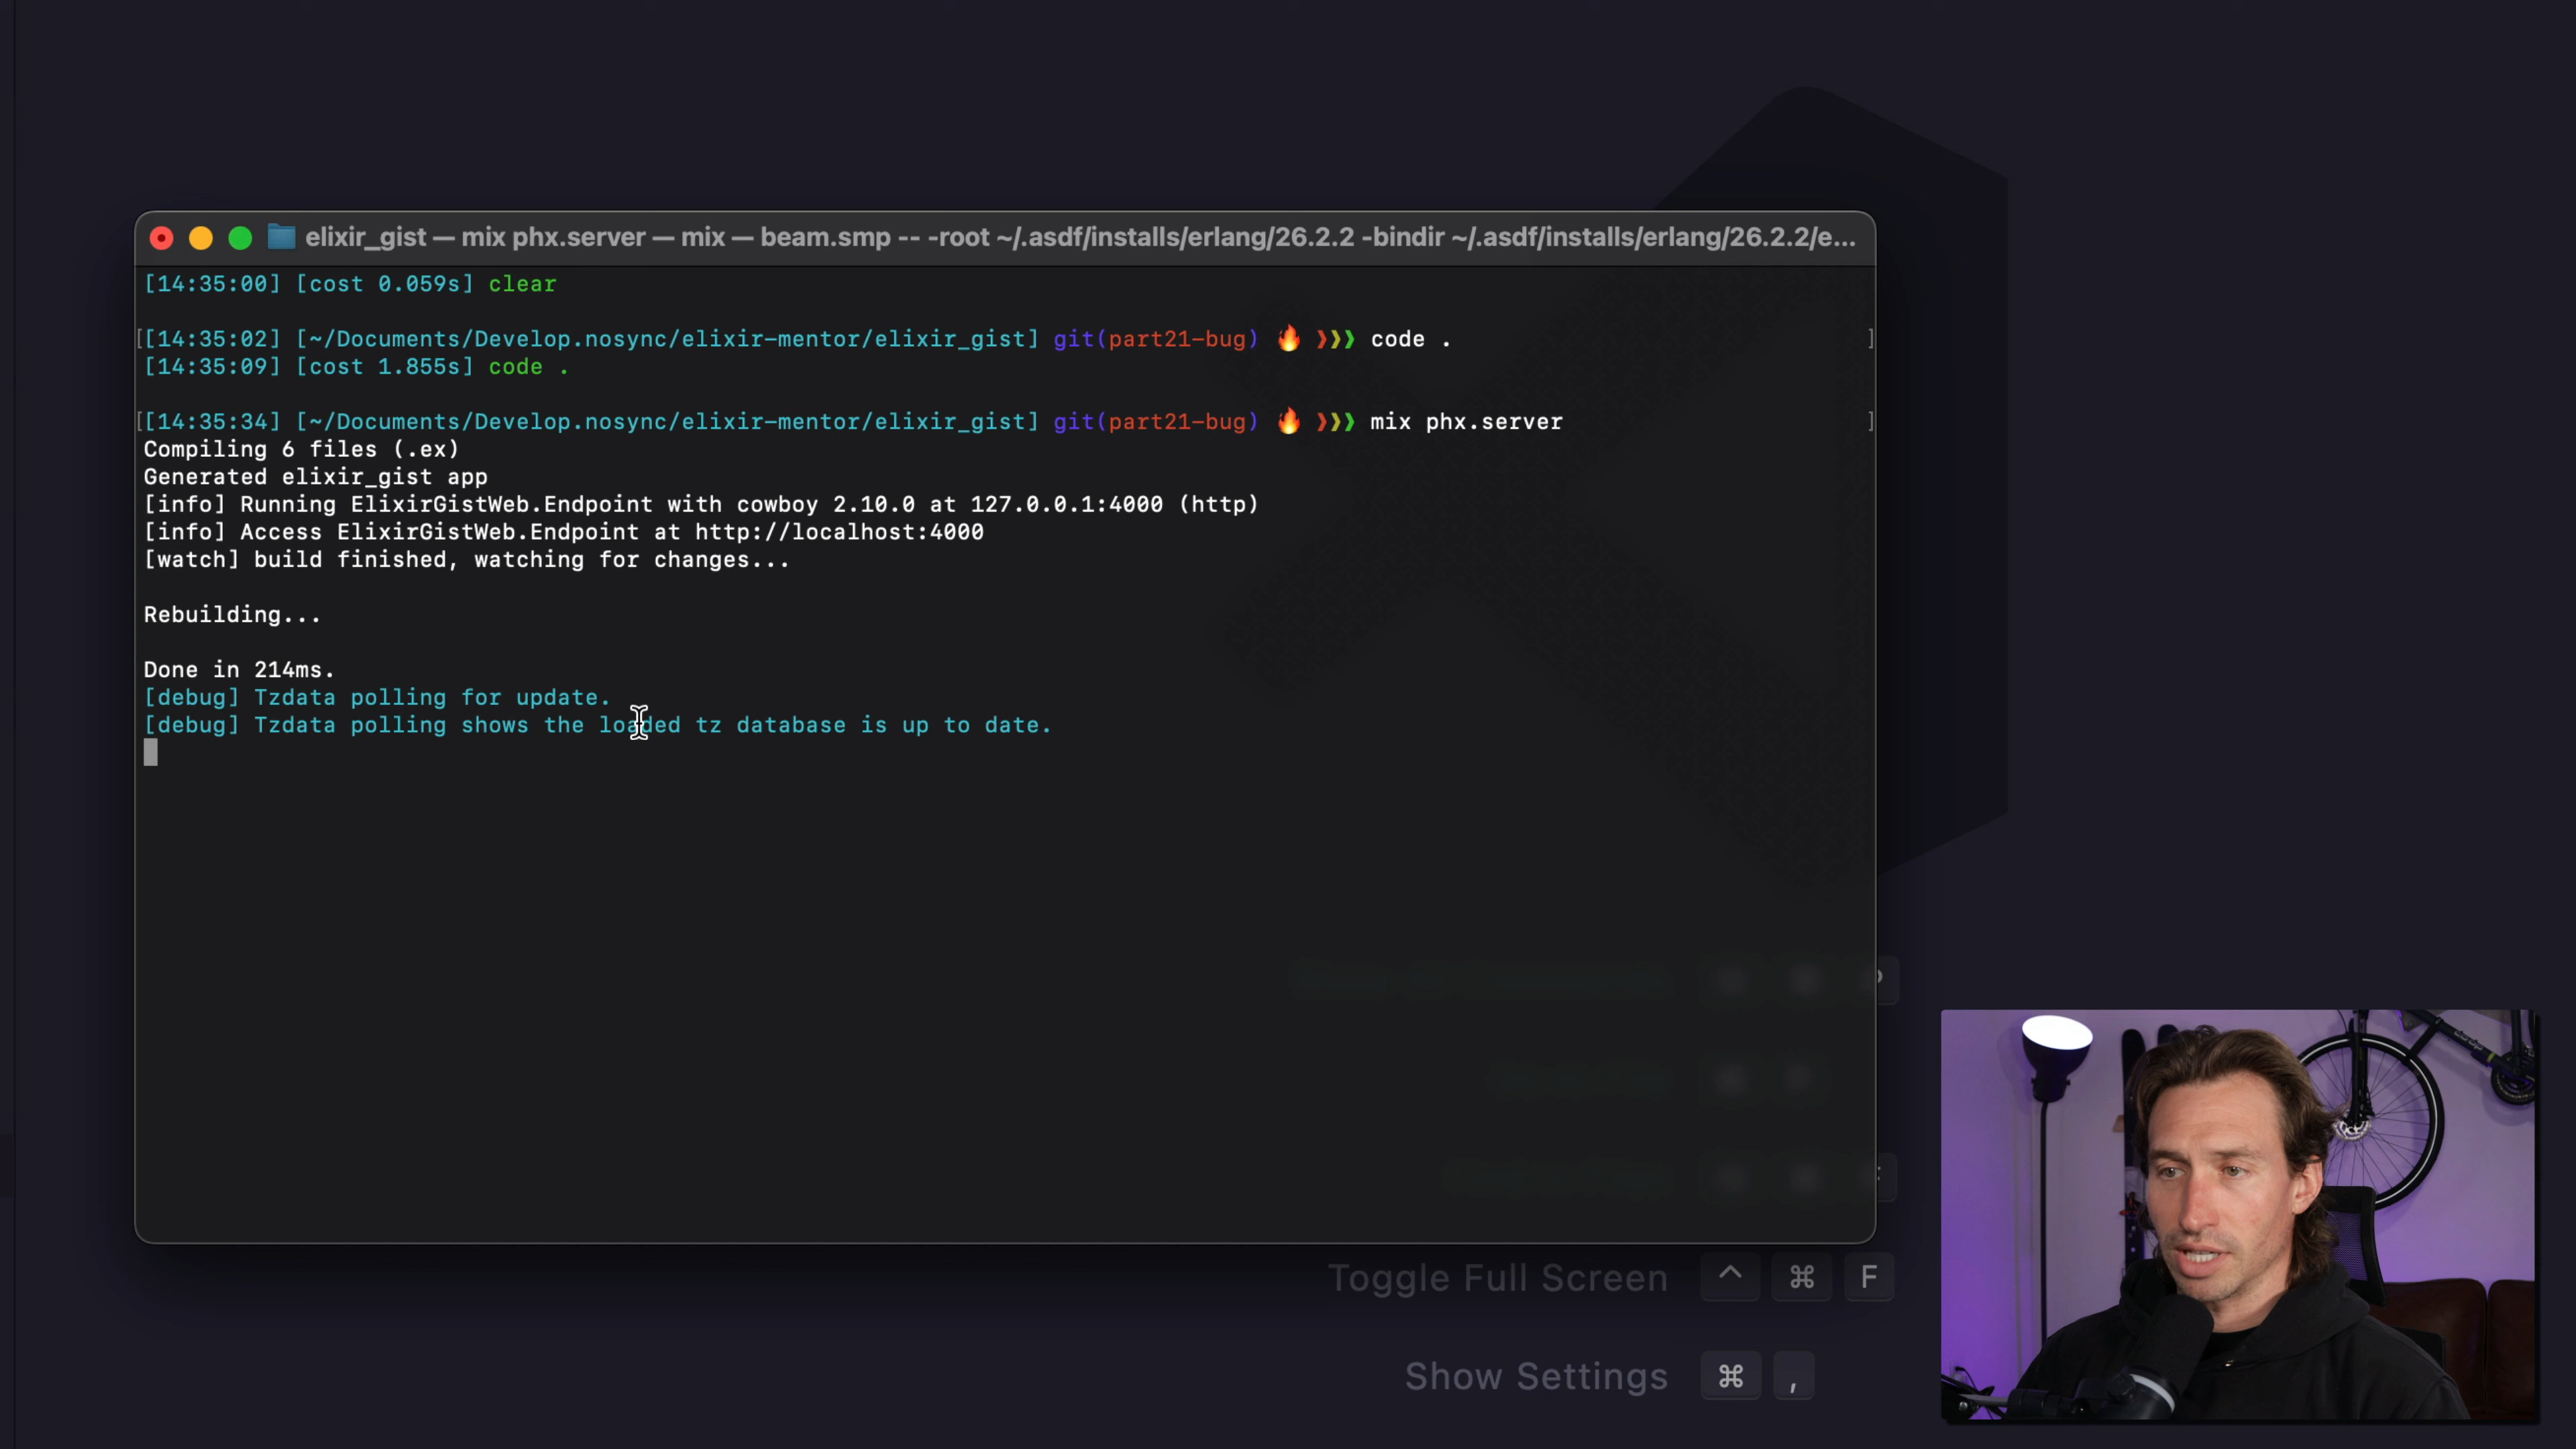 elixir_gist — mix phx.server — mix — beam.smp -- -root ~/.asdf/installs/erlang/26.2.2 -bindir ~/.asdf/installs/erlang/26.2.2/e...
[14:35:00] [cost 0.059s] clear
[[14:35:02] [~/Documents/Develop.nosync/elixir-mentor/elixir_gist] git(part21-bug) 🔥 ❯❯❯ code . ]
[14:35:09] [cost 1.855s] code .
[[14:35:34] [~/Documents/Develop.nosync/elixir-mentor/elixir_gist] git(part21-bug) 🔥 ❯❯❯ mix phx.server ]
Compiling 6 files (.ex)
Generated elixir_gist app
[info] Running ElixirGistWeb.Endpoint with cowboy 2.10.0 at 127.0.0.1:4000 (http)
[info] Access ElixirGistWeb.Endpoint at http://localhost:4000
[watch] build finished, watching for changes...
Rebuilding...
Done in 214ms.
[debug] Tzdata polling for update.
[debug] Tzdata polling shows the loaded tz database is up to date.
Toggle Full Screen ^ ⌘ F
Show Settings ⌘ ,